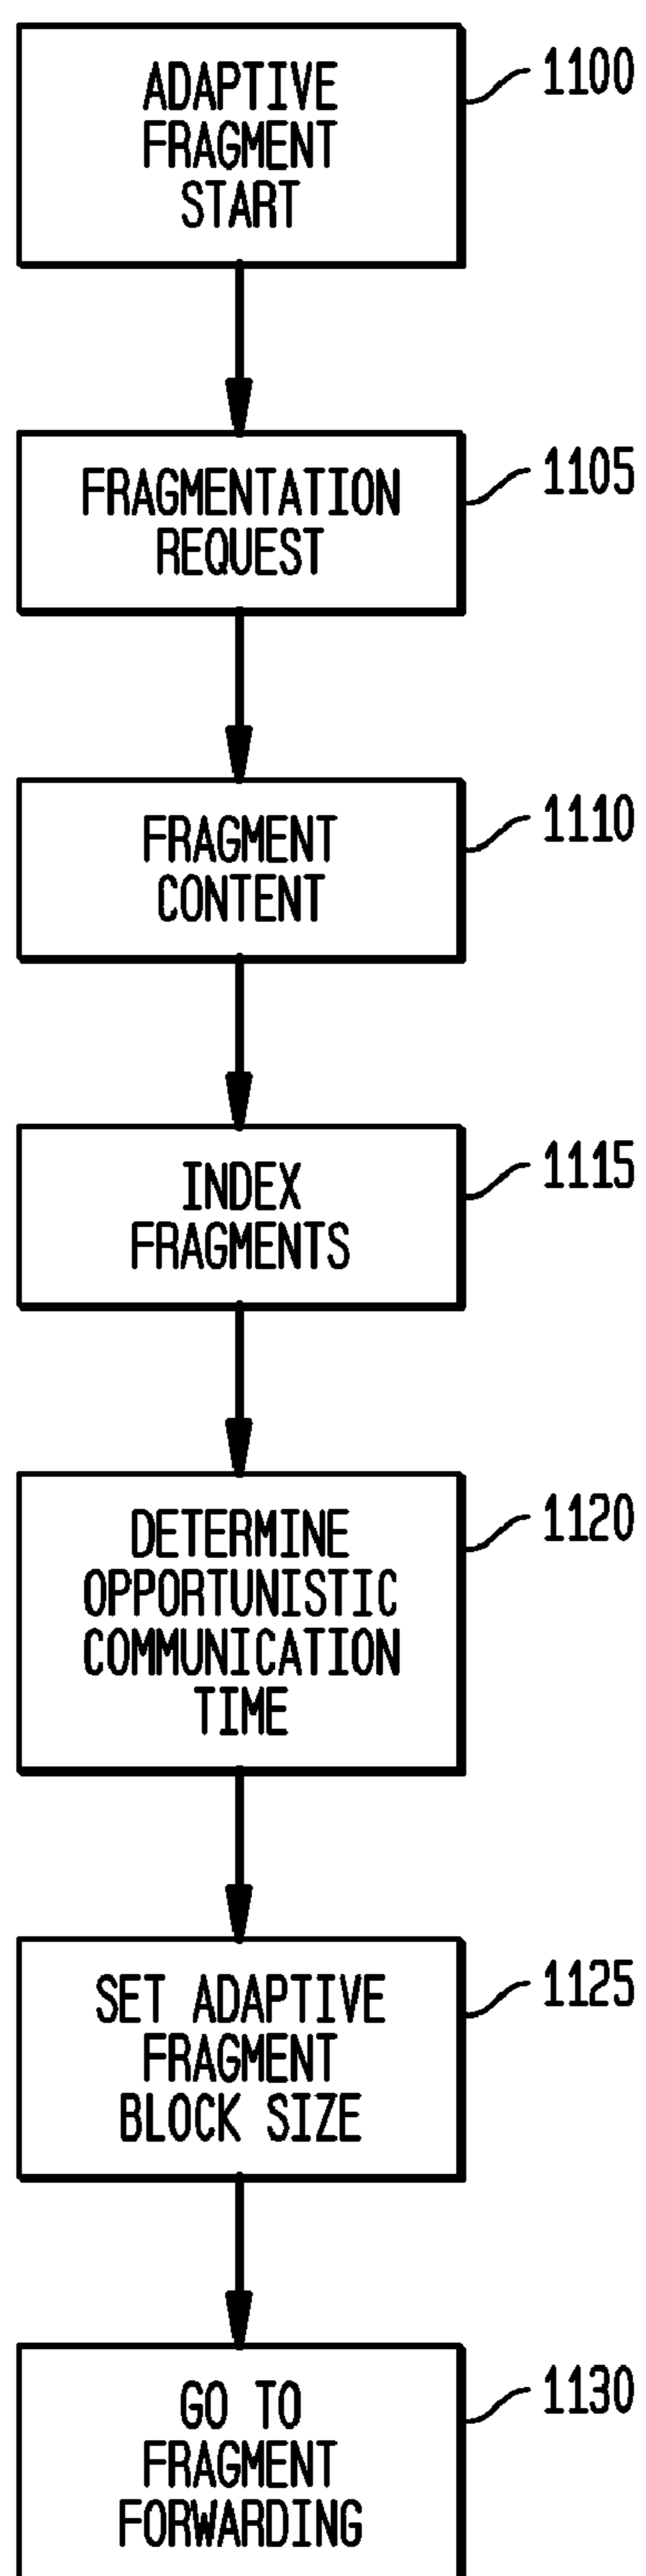 ADAPTIVE
FRAGMENT
START
1100
FRAGMENTATION
REQUEST
1105
FRAGMENT
CONTENT
1110
INDEX
FRAGMENTS
1115
DETERMINE
OPPORTUNISTIC
COMMUNICATION
TIME
1120
SET ADAPTIVE
FRAGMENT
BLOCK SIZE
1125
GO TO
FRAGMENT
FORWARDING
1130